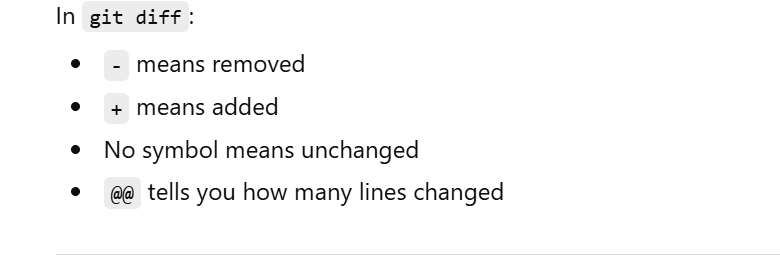 In git diff:
- means removed
+ means added
No symbol means unchanged
@@ tells you how many lines changed